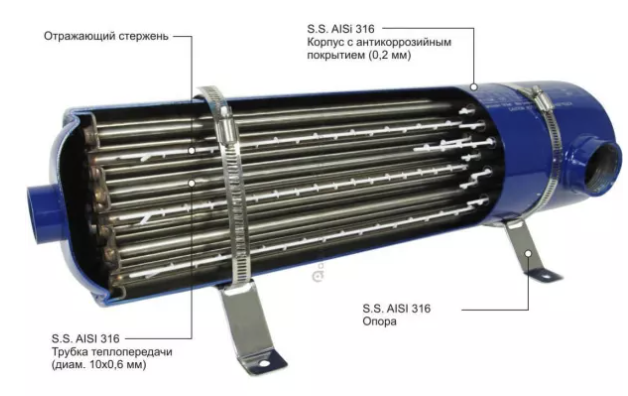 Отражающий стержень
S.S. AISi 316
Корпус с антикоррозийным
покрытием (0,2 мм)
S.S. AISI 316
Опора
S.S. AISI 316
Трубка теплопередачи
(диам. 10х0,6 мм)